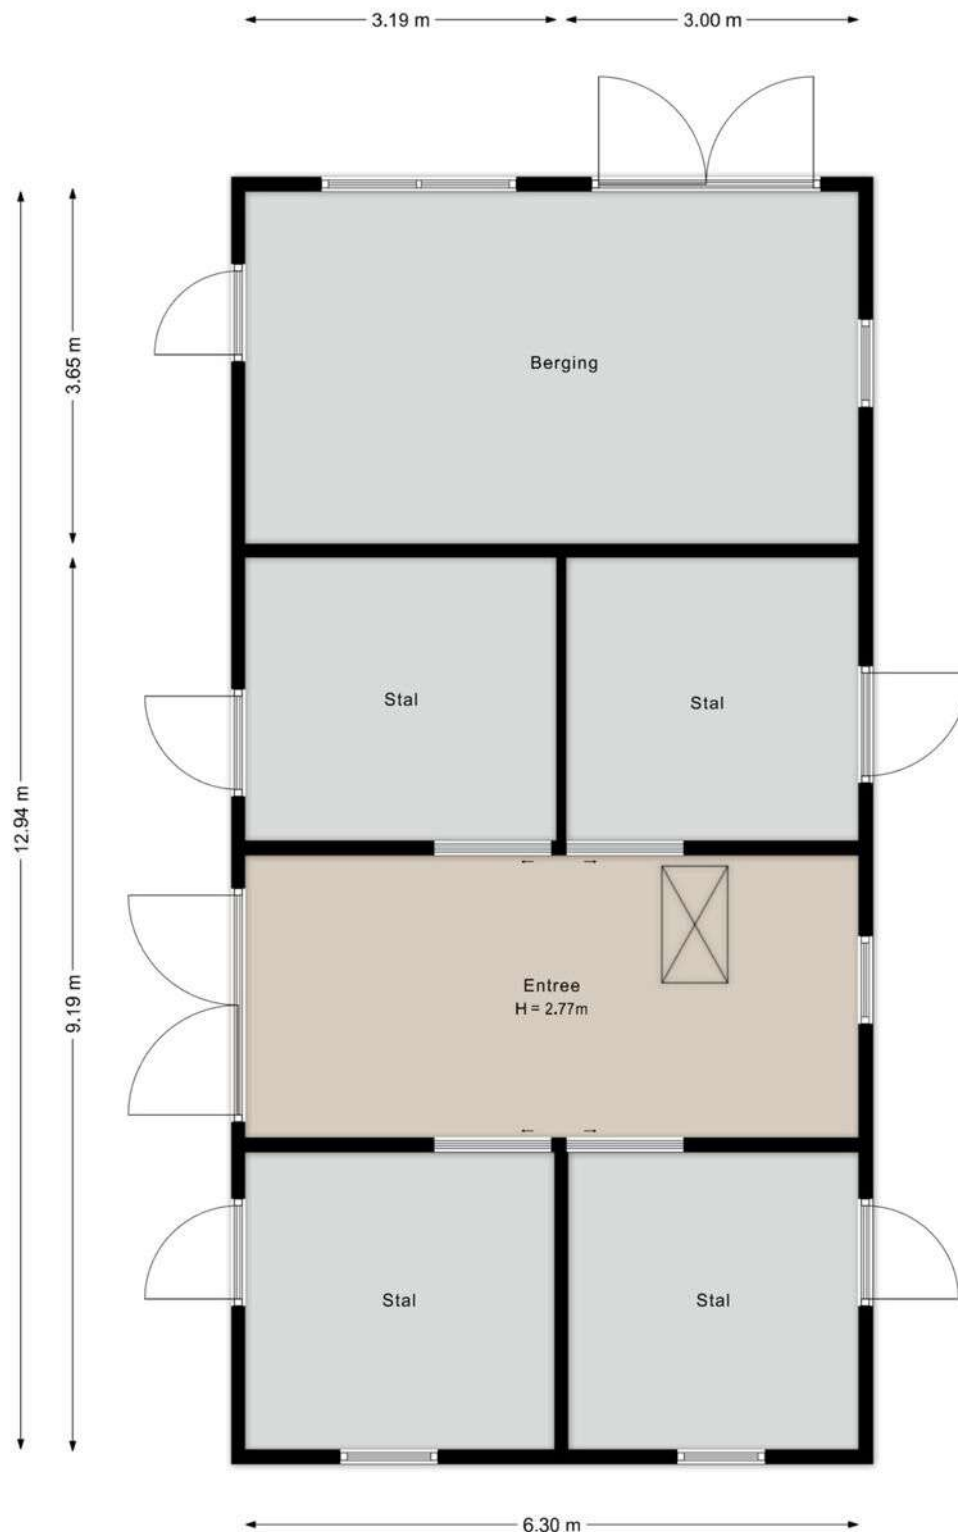 3.19 m
3.00 m
3.65 m
Berging
Stal
Stal
12.94 m
9.19 m
Entree
H = 2.77m
Stal
Stal
6.30 m